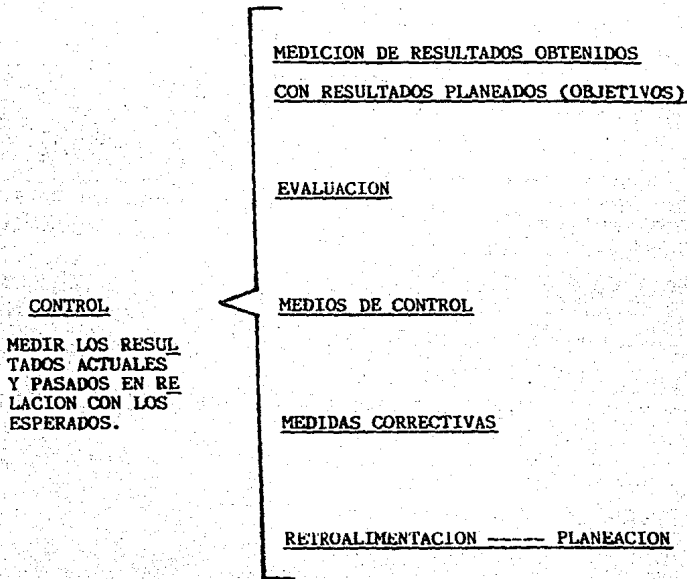 MEDICION DE RESULTADOS OBTENIDOS
CON RESULTADOS PLANEADOS (OBJETIVOS)
EVALUACION
CONTROL
MEDIR LOS RESUL
TADOS ACTUALES
Y PASADOS EN RE
LACION CON LOS
ESPERADOS.
MEDIOS DE CONTROL
MEDIDAS CORRECTIVAS
RETROALIMENTACION ----- PLANEACION